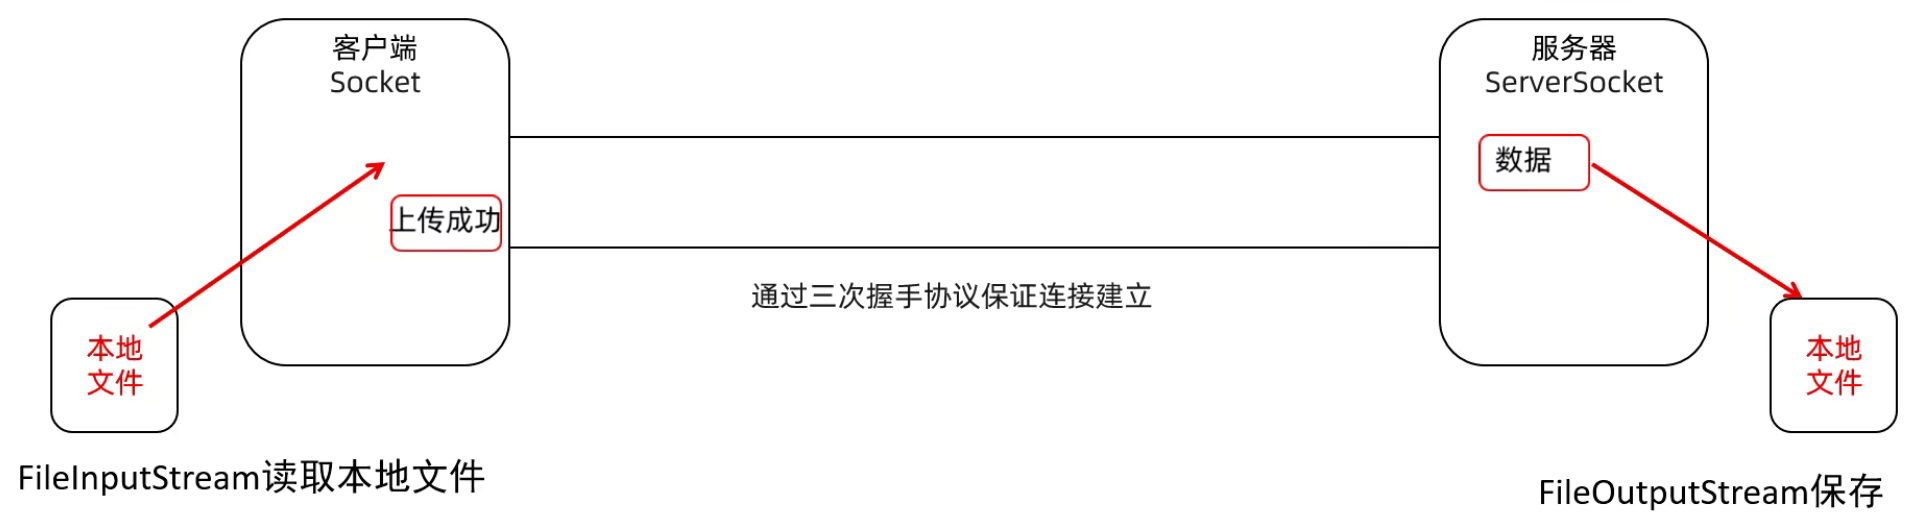 客户端
Socket
服务器
ServerSocket
数据
上传成功
通过三次握手协议保证连接建立
本地
文件
本地
文件
FileInputStream读取本地文件
FileOutputStream保存